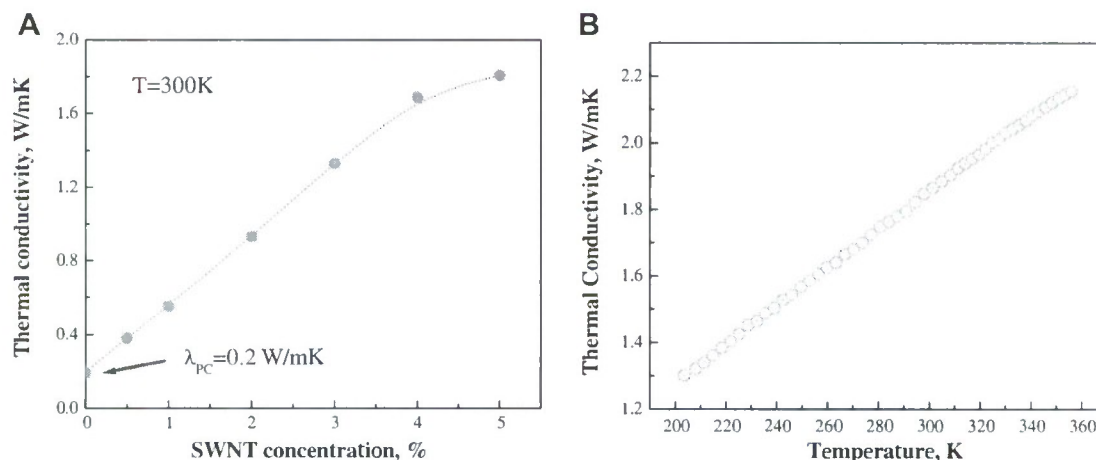 A
Thermal conductivity, W/mK
2.0
1.6
1.2
0.8
0.4
0.0
T=300K
λPC=0.2 W/mK
0 1 2 3 4 5
SWNT concentration, %
B
Thermal Conductivity, W/mK
2.2
2.0
1.8
1.6
1.4
1.2
200 220 240 260 280 300 320 340 360
Temperature, K